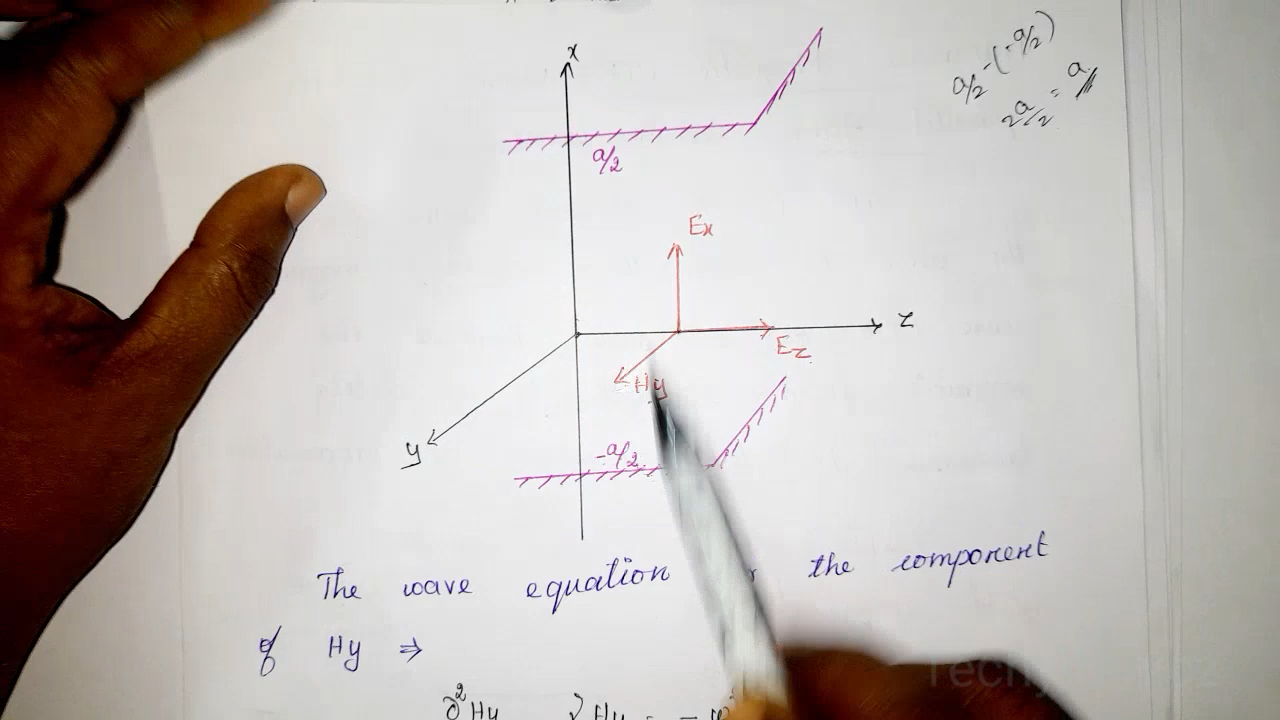 x
a/2 -(-a/2)
2a/2 = a
a/2
Ex
z
Ez
Hy
y
-a/2
The wave equation the component
of Hy ⇒